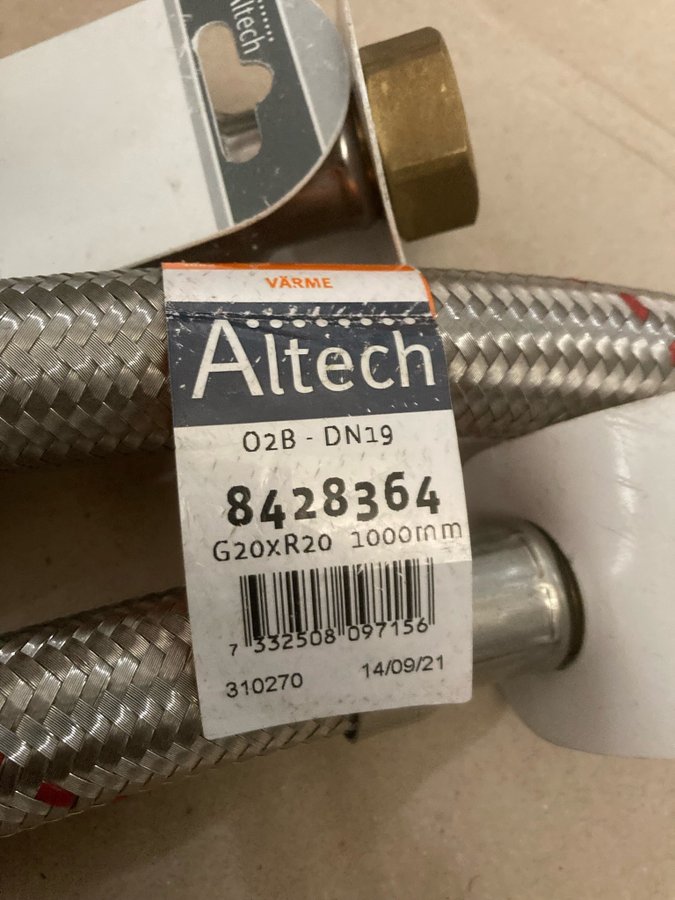 Altech
VÄRME
Altech
O2B - DN19
8428364
G20xR20 1000mm
7 332508 097156
310270 14/09/21